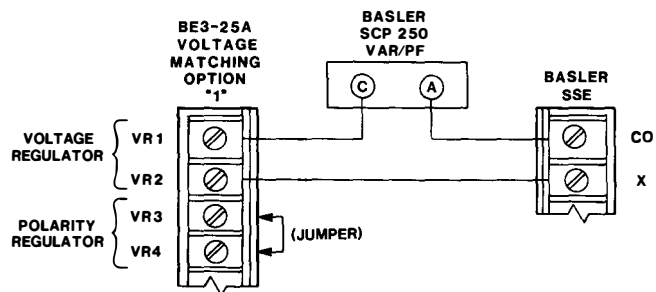 BE3-25A
VOLTAGE
MATCHING
OPTION
"1"
BASLER
SCP 250
VAR/PF
C A
BASLER
SSE
VOLTAGE
REGULATOR
VR1
VR2
CO
X
POLARITY
REGULATOR
VR3
VR4
(JUMPER)